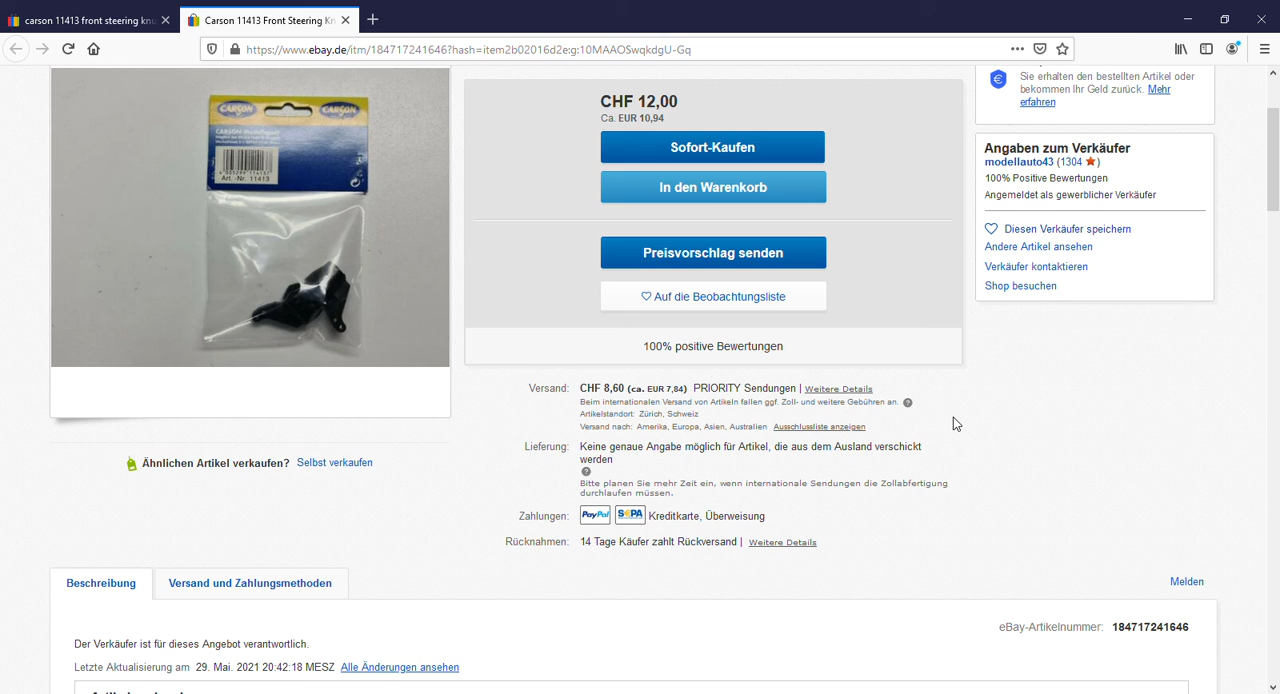 carson 11413 front steering knu
Carson 11413 Front Steering Kn
https://www.ebay.de/itm/184717241646?hash=item2b02016d2e:g:10MAAOSwqkdgU-Gq
CARSON
CARSON
CARSON Modellsport
Art.-Nr. 11413
CHF 12,00
Ca. EUR 10,94
Sofort-Kaufen
In den Warenkorb
Preisvorschlag senden
Auf die Beobachtungsliste
100% positive Bewertungen
Sie erhalten den bestellten Artikel oder
bekommen Ihr Geld zurück. Mehr
erfahren
Angaben zum Verkäufer
modellauto43 (1304 )
100% Positive Bewertungen
Angemeldet als gewerblicher Verkäufer
Diesen Verkäufer speichern
Andere Artikel ansehen
Verkäufer kontaktieren
Shop besuchen
Versand: CHF 8,60 (ca. EUR 7,84) PRIORITY Sendungen | Weitere Details
Beim internationalen Versand von Artikeln fallen ggf. Zoll- und weitere Gebühren an. ?
Artikelstandort: Zürich, Schweiz
Versand nach: Amerika, Europa, Asien, Australien Ausschlussliste anzeigen
Lieferung: Keine genaue Angabe möglich für Artikel, die aus dem Ausland verschickt
werden
?
Bitte planen Sie mehr Zeit ein, wenn internationale Sendungen die Zollabfertigung
durchlaufen müssen.
Zahlungen: PayPal SEPA Kreditkarte, Überweisung
Rücknahmen: 14 Tage Käufer zahlt Rückversand | Weitere Details
Ähnlichen Artikel verkaufen? Selbst verkaufen
Beschreibung
Versand und Zahlungsmethoden
Melden
eBay-Artikelnummer: 184717241646
Der Verkäufer ist für dieses Angebot verantwortlich.
Letzte Aktualisierung am 29. Mai. 2021 20:42:18 MESZ Alle Änderungen ansehen